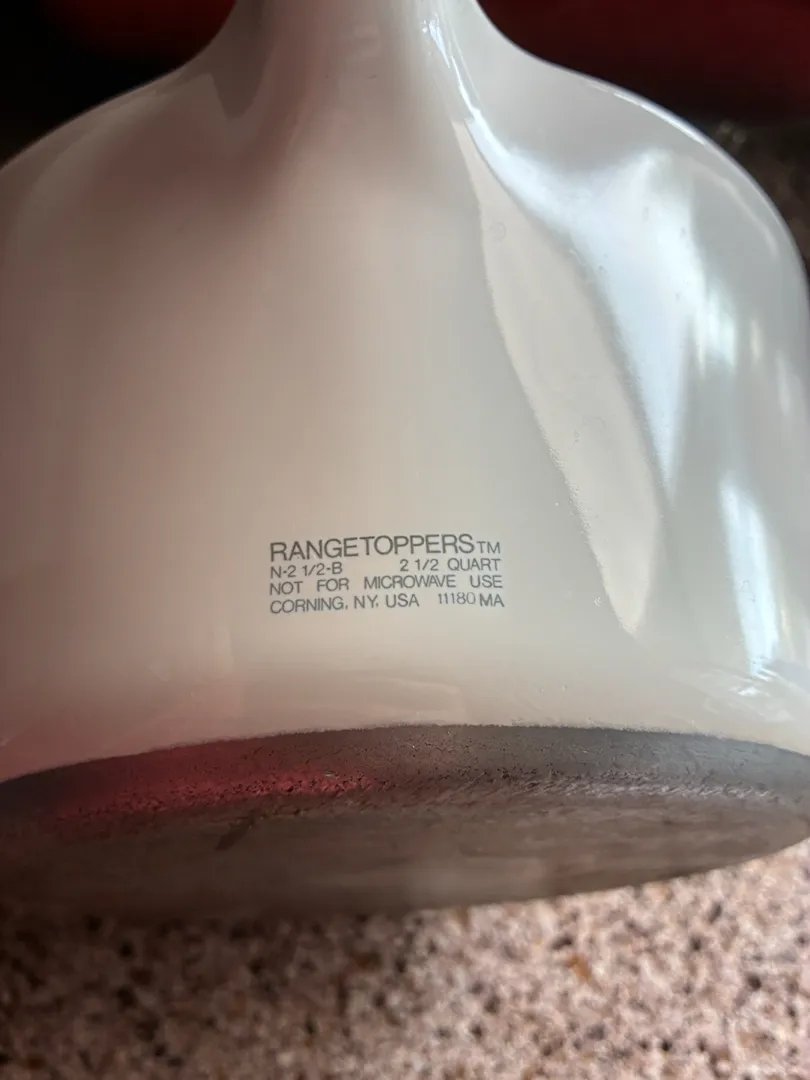 RANGETOPPERS™
N-2 1/2-B 2 1/2 QUART
NOT FOR MICROWAVE USE
CORNING, NY, USA 11180 MA